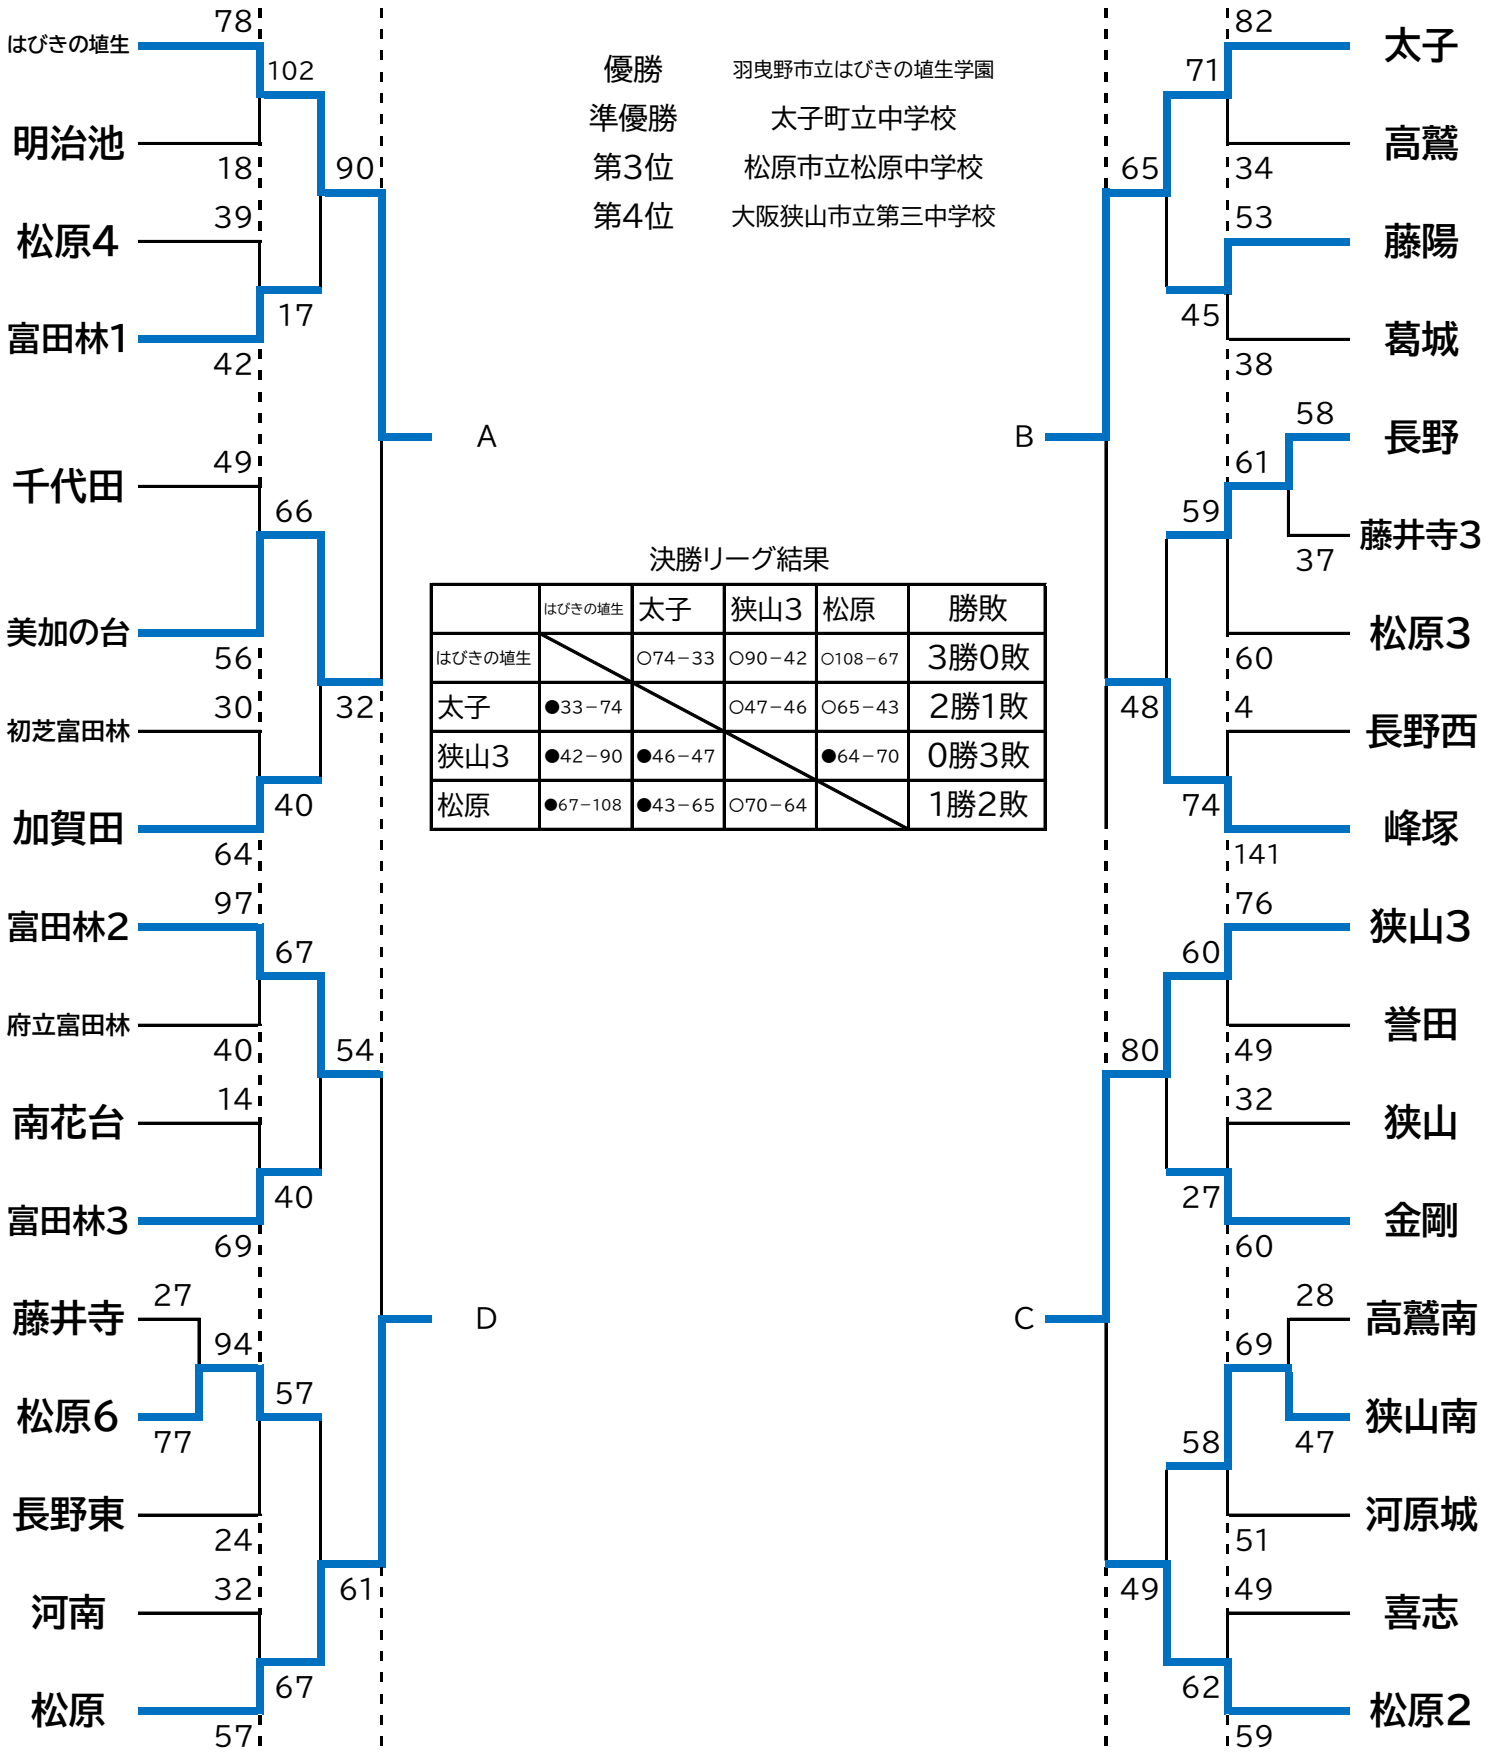 78
はびきの埴生
102
明治池
18
90
39
松原4
17
富田林1
42
A
49
千代田
66
美加の台
56
32
30
初芝富田林
40
加賀田
64
97
富田林2
67
府立富田林
40
54
14
南花台
40
富田林3
69
27
藤井寺
D
94
57
松原6
77
長野東
24
32
61
河南
67
松原
57
優勝 羽曳野市立はびきの埴生学園
準優勝 太子町立中学校
第3位 松原市立松原中学校
第4位 大阪狭山市立第三中学校
決勝リーグ結果
はびきの埴生 太子 狭山3 松原 勝敗
はびきの埴生 ○74－33 ○90－42 ○108－67 3勝0敗
太子 ●33－74 ○47－46 ○65－43 2勝1敗
狭山3 ●42－90 ●46－47 ●64－70 0勝3敗
松原 ●67－108 ●43－65 ○70－64 1勝2敗
82
太子
71
高鷲
65
34
53
藤陽
45
葛城
38
58
B
長野
61
59
藤井寺3
37
松原3
60
48
4
長野西
74
峰塚
141
76
狭山3
60
誉田
80
49
32
狭山
27
金剛
60
28
C
高鷲南
69
狭山南
58
47
河原城
51
49
49
喜志
62
松原2
59